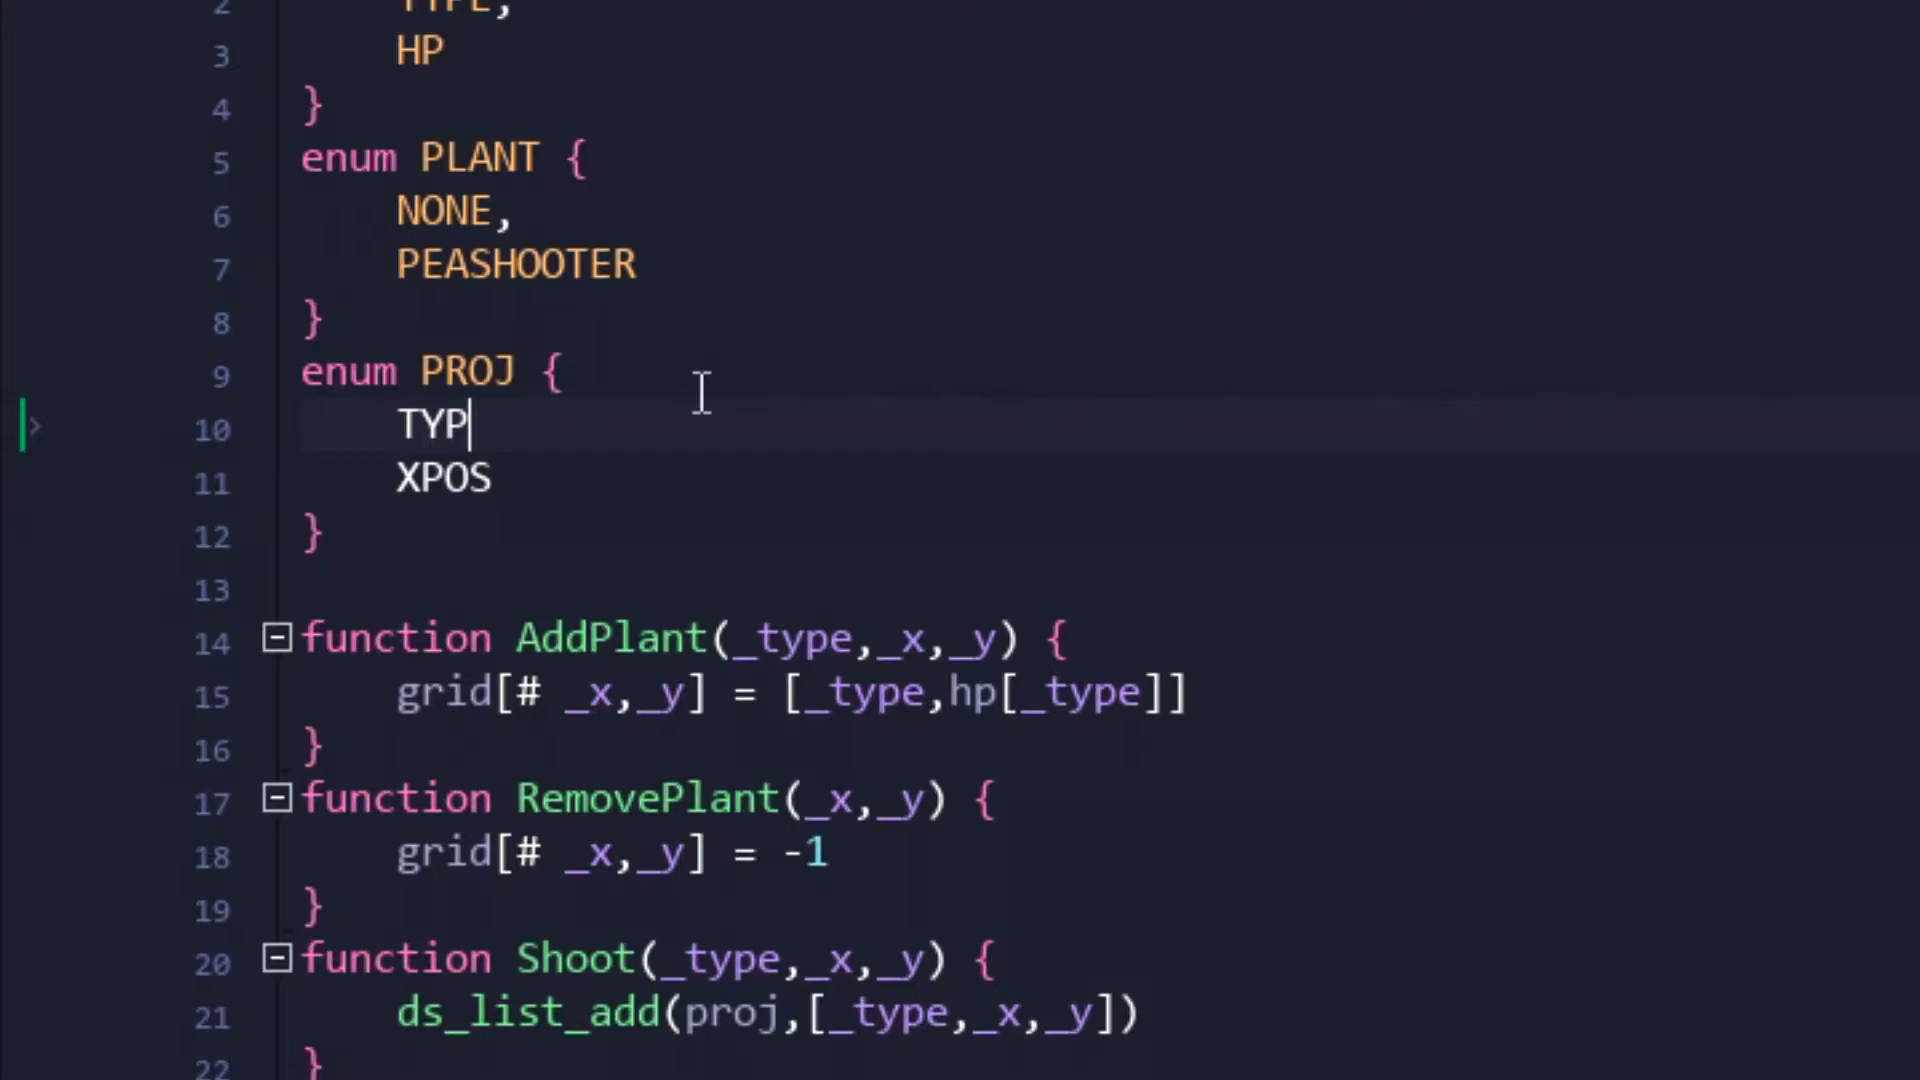 2 TYPE,
3 HP
4 }
5 enum PLANT {
6 NONE,
7 PEASHOOTER
8 }
9 enum PROJ {
10 TYP
11 XPOS
12 }
13
14 function AddPlant(_type,_x,_y) {
15 grid[# _x,_y] = [_type,hp[_type]]
16 }
17 function RemovePlant(_x,_y) {
18 grid[# _x,_y] = -1
19 }
20 function Shoot(_type,_x,_y) {
21 ds_list_add(proj,[_type,_x,_y])
22 }